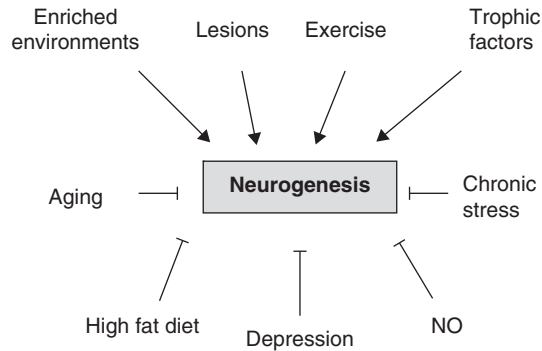 Enriched
environments
Lesions
Exercise
Trophic
factors
Neurogenesis
Aging
Chronic
stress
High fat diet
Depression
NO